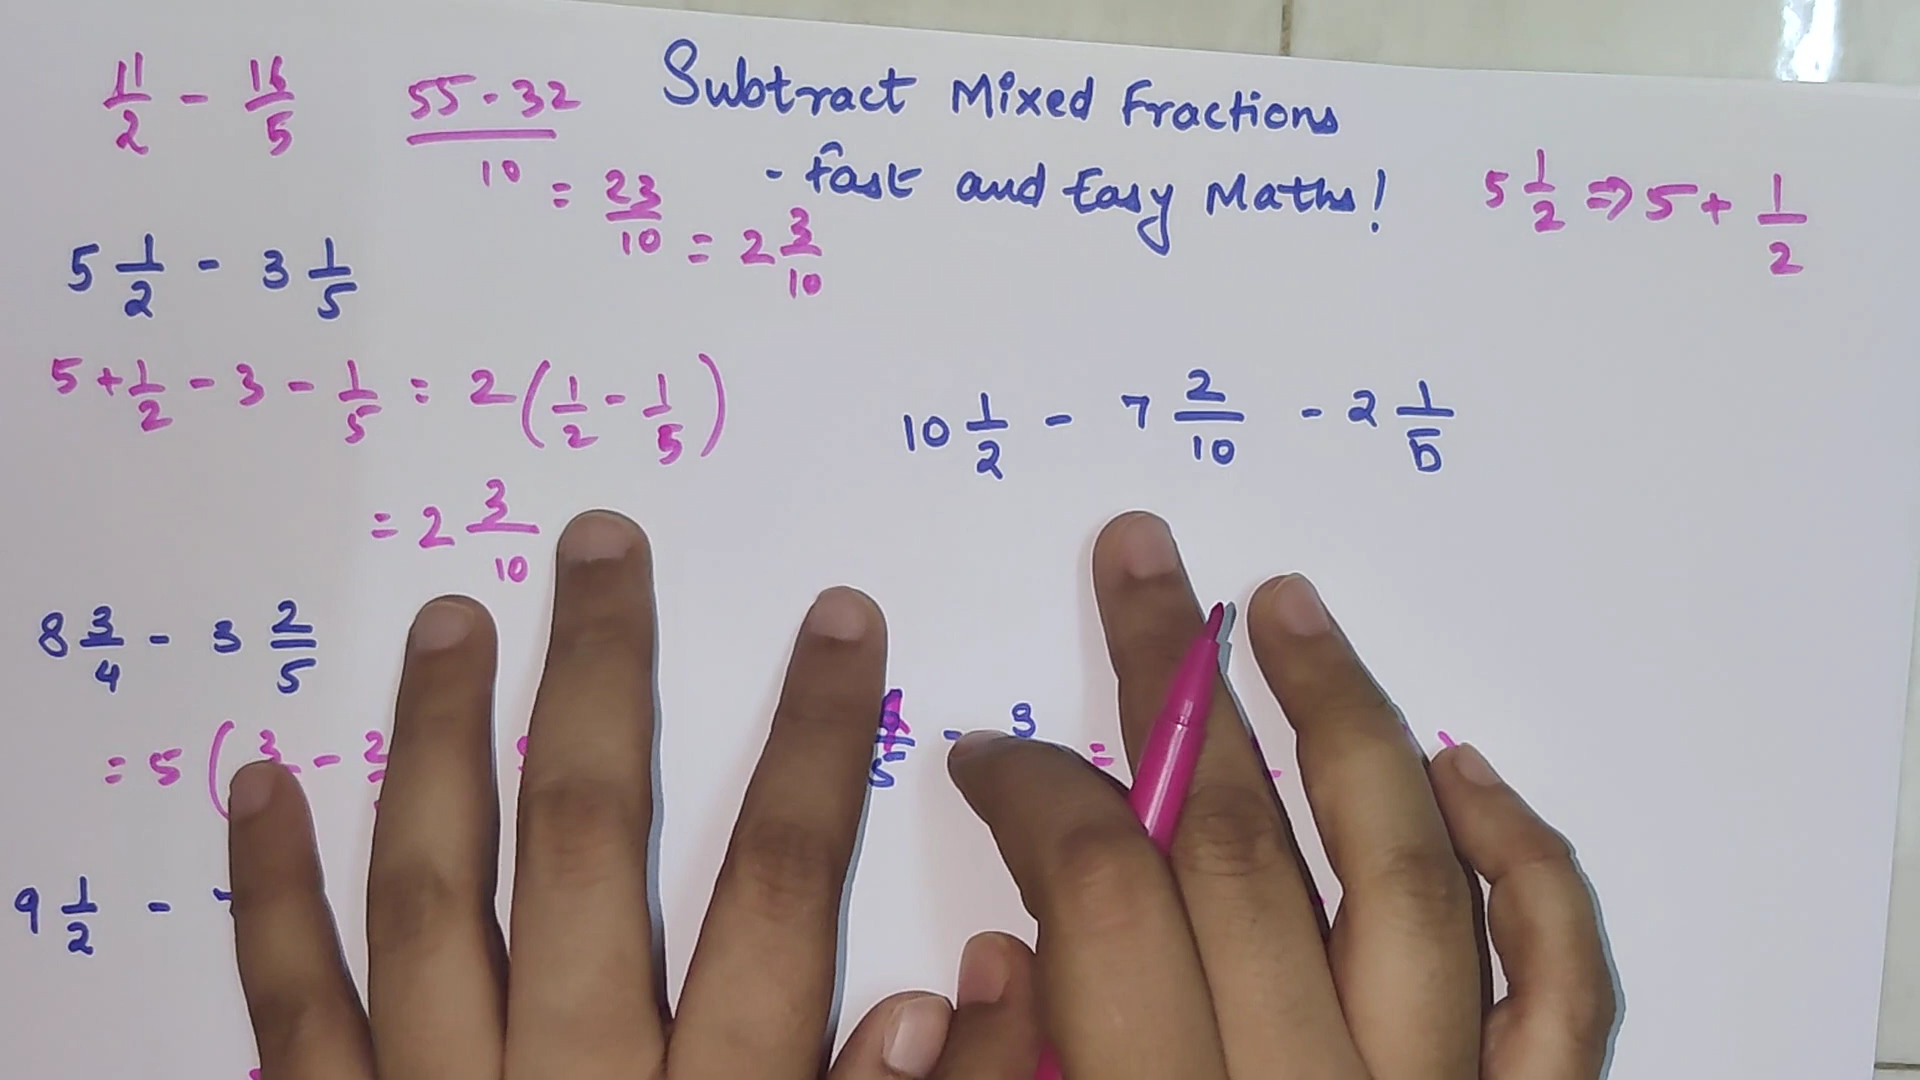 Subtract Mixed Fractions
- Fast and Easy Maths!
11/2 - 16/5
55 - 32 / 10
= 23/10 = 2 3/10
5 1/2 ⇒ 5 + 1/2
5 1/2 - 3 1/5
5 + 1/2 - 3 - 1/5 = 2 (1/2 - 1/5)
= 2 3/10
10 1/2 - 7 2/10 - 2 1/5
8 3/4 - 3 2/5
= 5 (3 - 2
9 1/2 -